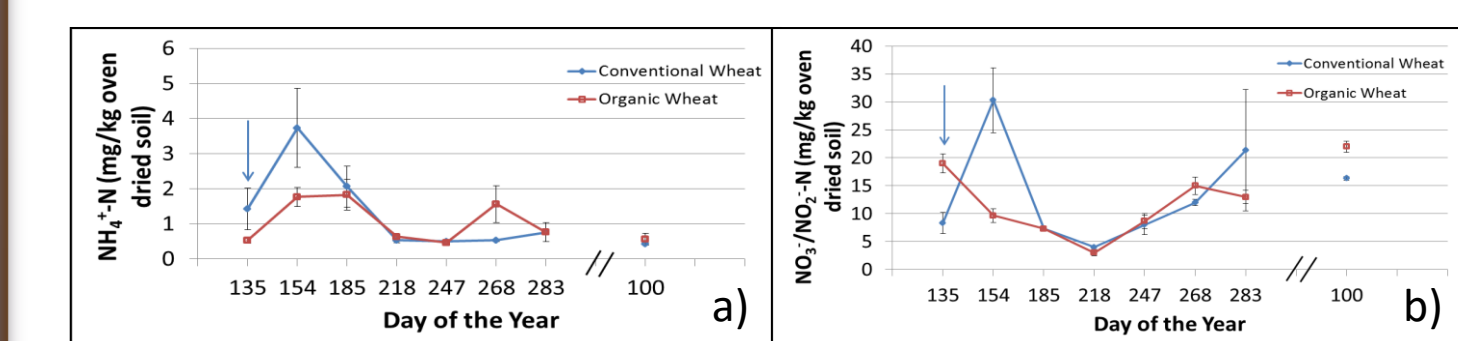 NH₄⁺-N (mg/kg oven
dried soil)
6
5
4
3
2
1
0
Conventional Wheat
Organic Wheat
135 154 185 218 247 268 283 // 100
Day of the Year
a)
NO₃⁻/NO₂⁻-N (mg/kg oven
dried soil)
40
35
30
25
20
15
10
5
0
Conventional Wheat
Organic Wheat
135 154 185 218 247 268 283 // 100
Day of the Year
b)